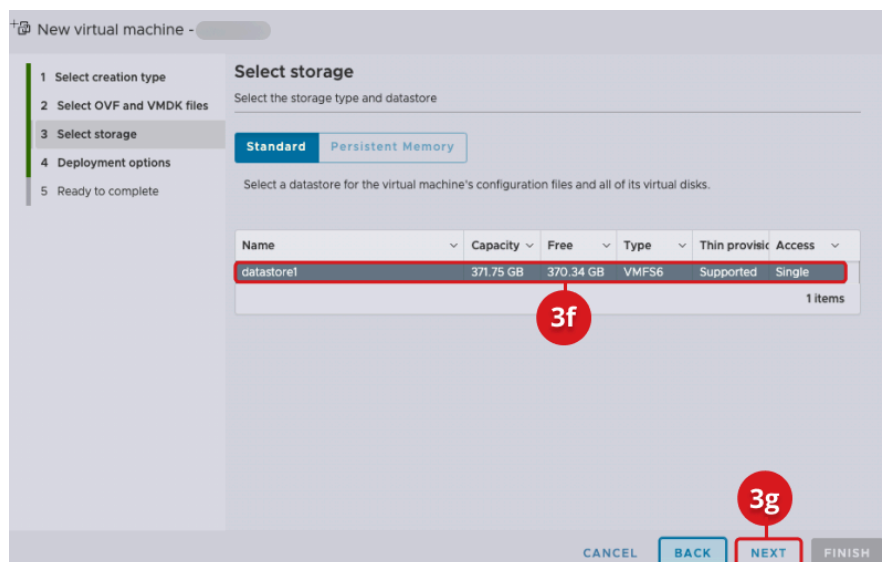 New virtual machine -
1 Select creation type
2 Select OVF and VMDK files
3 Select storage
4 Deployment options
5 Ready to complete
Select storage
Select the storage type and datastore
Standard Persistent Memory
Select a datastore for the virtual machine's configuration files and all of its virtual disks.
Name Capacity Free Type Thin provisic Access
datastore1 371.75 GB 370.34 GB VMFS6 Supported Single
1 items
3f
3g
CANCEL BACK NEXT FINISH